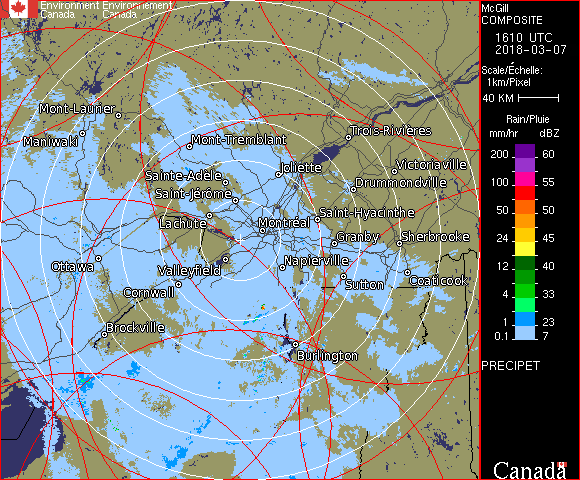 Environment Environnement
Canada Canada
McGill
COMPOSITE
1610 UTC
2018-03-07
Scale/Échelle:
1km/Pixel
40 KM
Rain/Pluie
mm/hr dBZ
200 60
100 55
50 50
24 45
12 40
4 33
1 23
0.1 7
PRECIPET
Canada
Mont-Laurier
Maniwaki
Mont-Tremblant
Trois-Rivières
Sainte-Adèle
Joliette
Victoriaville
Saint-Jérôme
Drummondville
Lachute
Montréal
Saint-Hyacinthe
Granby
Sherbrooke
Ottawa
Valleyfield
Napierville
Sutton
Coaticook
Cornwall
Brockville
Burlington